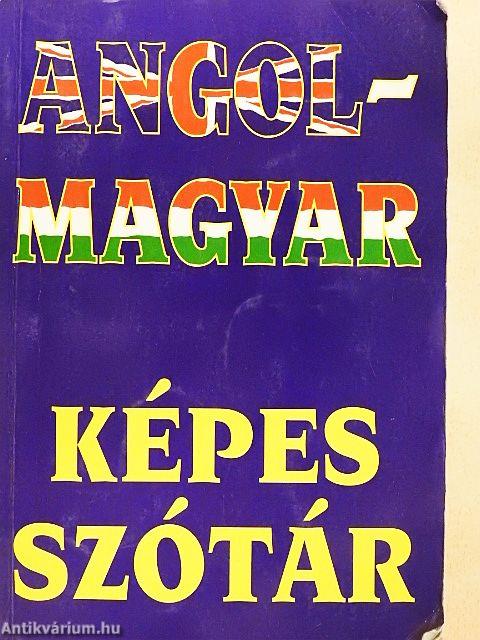 ANGOL-
MAGYAR
KÉPES
SZÓTÁR
Antikvárium.hu